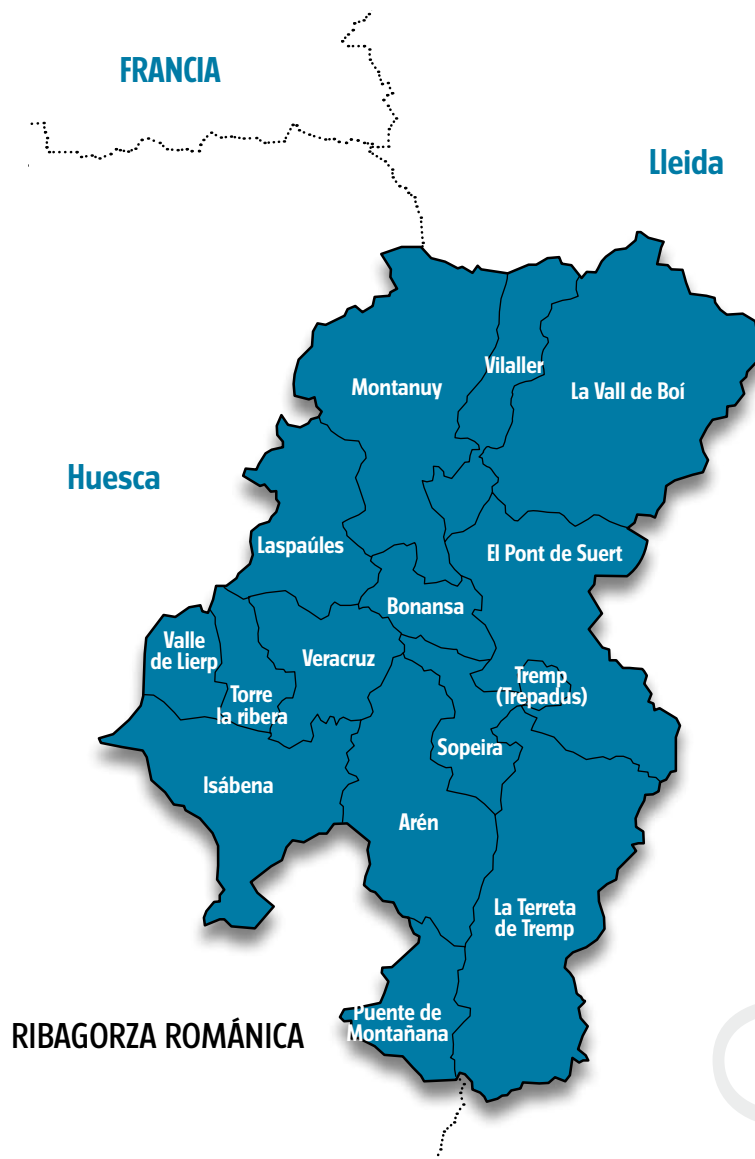 FRANCIA
Lleida
Vilaller
Montanuy
La Vall de Boí
Huesca
Laspaúles
El Pont de Suert
Bonansa
Valle
de Lierp
Veracruz
Tremp
(Trepadus)
Torre
la ribera
Sopeira
Isábena
Arén
La Terreta
de Tremp
Puente de
Montañana
RIBAGORZA ROMÁNICA